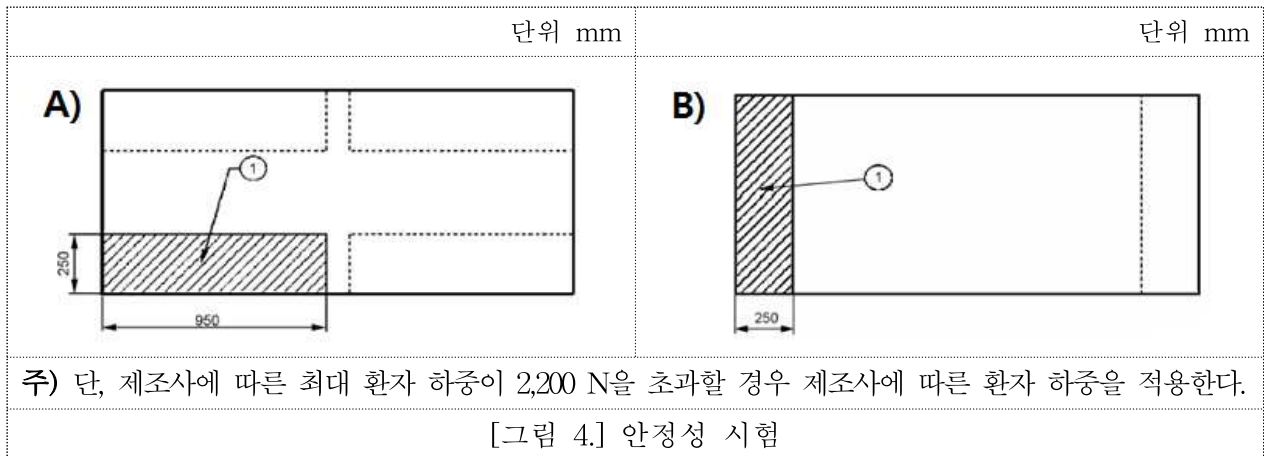 단위 mm
단위 mm
A)
1
250
950
B)
1
250
주) 단, 제조사에 따른 최대 환자 하중이 2,200 N을 초과할 경우 제조사에 따른 환자 하중을 적용한다.
[그림 4.] 안정성 시험